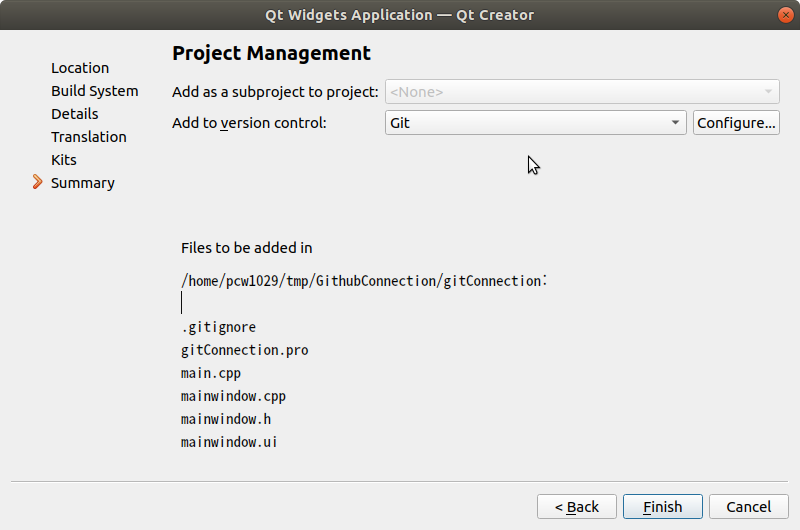 Qt Widgets Application — Qt Creator
Location
Build System
Details
Translation
Kits
Summary
Project Management
Add as a subproject to project: <None>
Add to version control: Git Configure...
Files to be added in
/home/pcw1029/tmp/GithubConnection/gitConnection:
.gitignore
gitConnection.pro
main.cpp
mainwindow.cpp
mainwindow.h
mainwindow.ui
< Back Finish Cancel